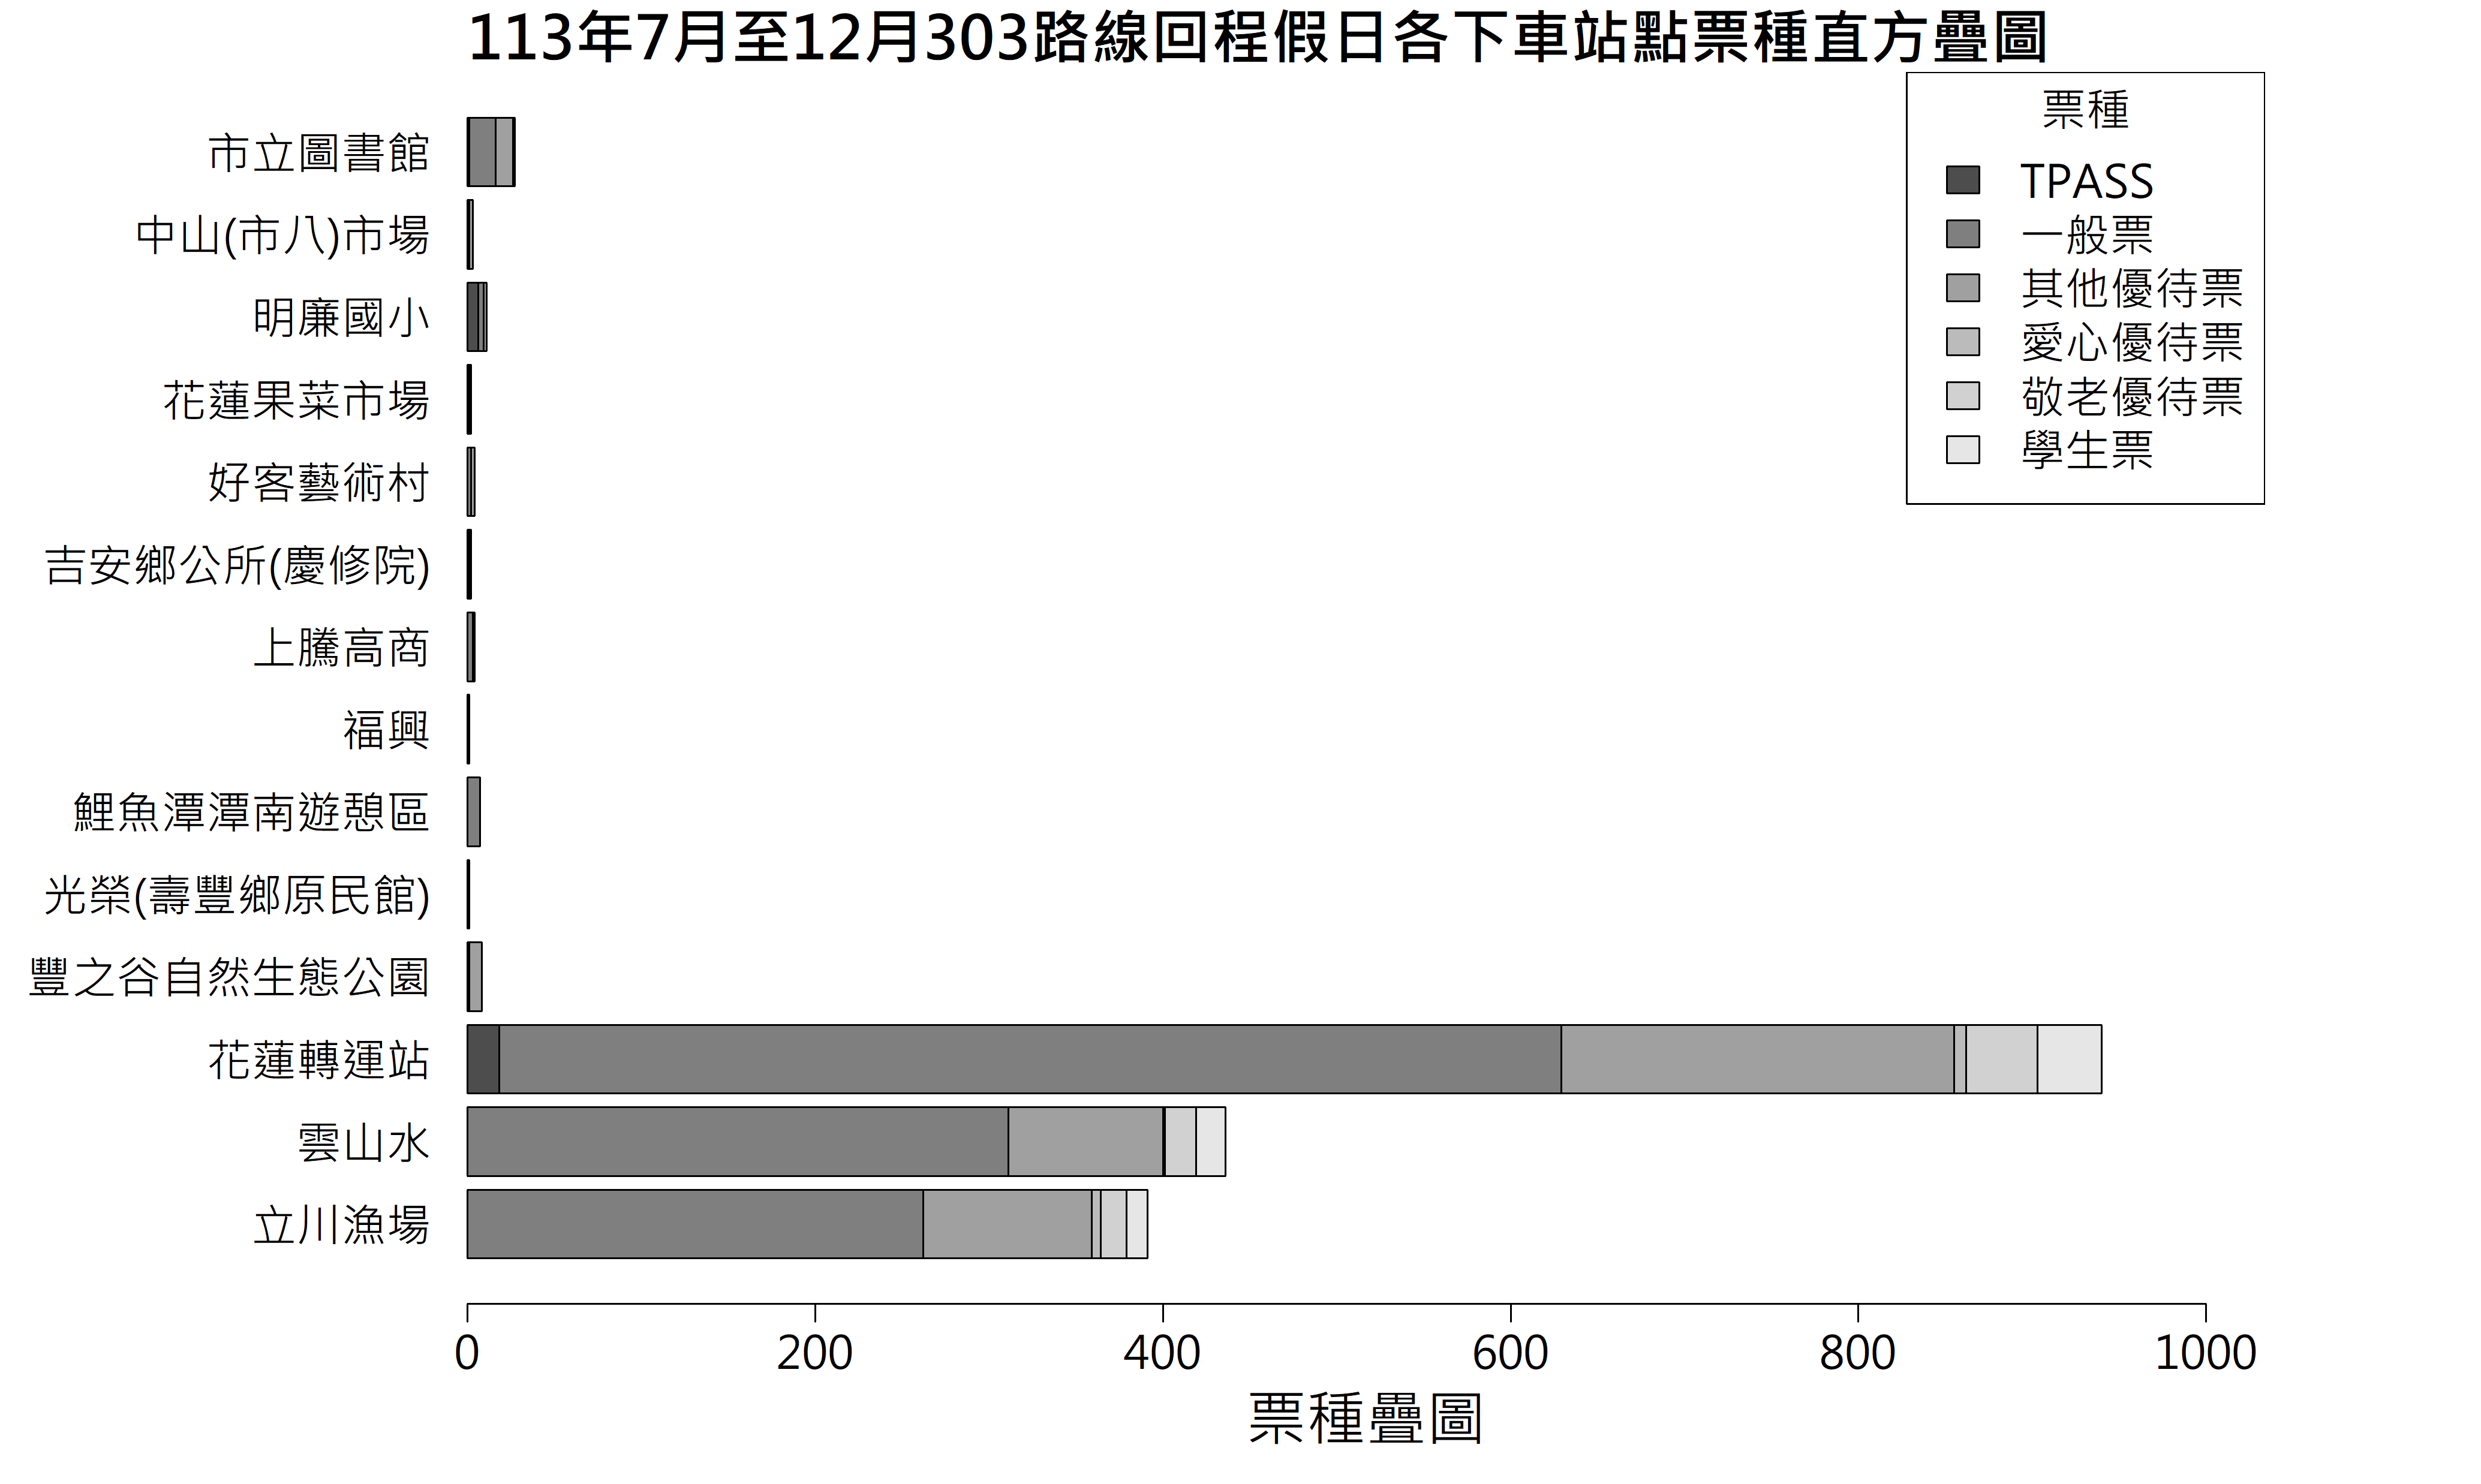 113年7月至12月303路線回程假日各下車站點票種直方疊圖
票種
TPASS
一般票
其他優待票
愛心優待票
敬老優待票
學生票
市立圖書館
中山(市八)市場
明廉國小
花蓮果菜市場
好客藝術村
吉安鄉公所(慶修院)
上騰高商
福興
鯉魚潭潭南遊憩區
光榮(壽豐鄉原民館)
豐之谷自然生態公園
花蓮轉運站
雲山水
立川漁場
0 200 400 600 800 1000
票種疊圖